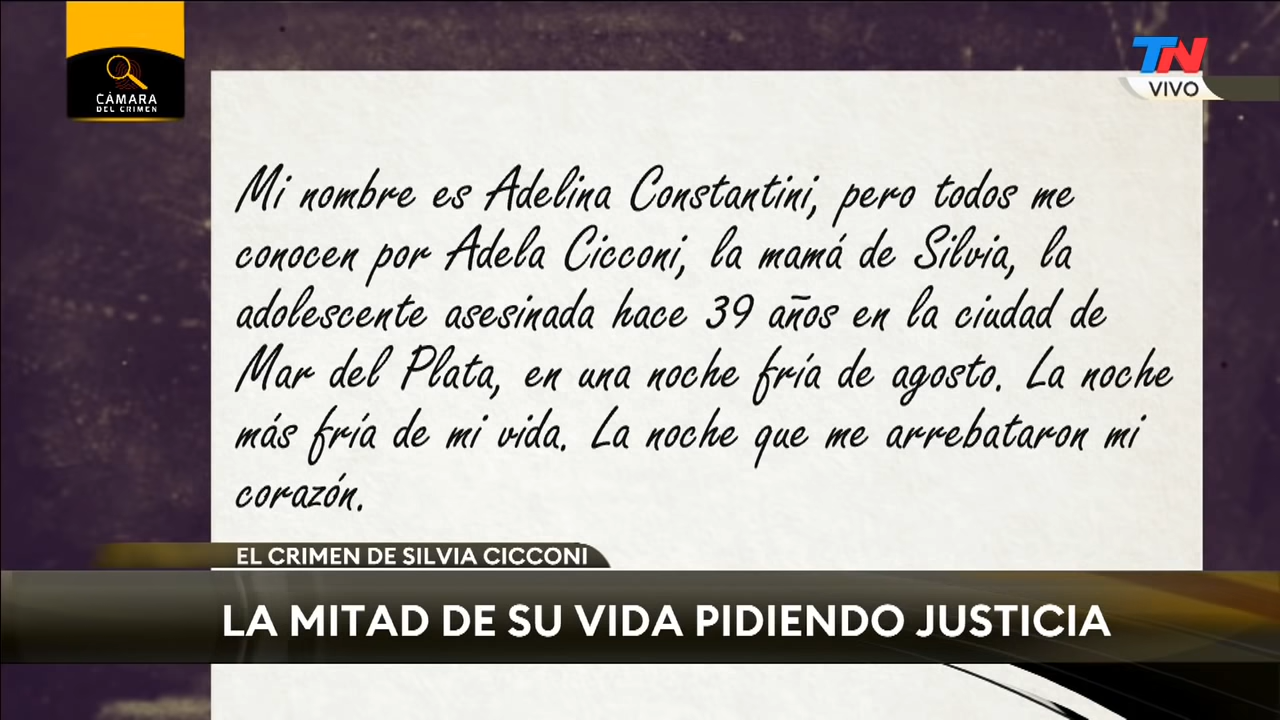 CÁMARA
DEL CRIMEN
TN
VIVO
Mi nombre es Adelina Constantini, pero todos me
conocen por Adela Cicconi, la mamá de Silvia, la
adolescente asesinada hace 39 años en la ciudad de
Mar del Plata, en una noche fría de agosto. La noche
más fría de mi vida. La noche que me arrebataron mi
corazón.
EL CRIMEN DE SILVIA CICCONI
LA MITAD DE SU VIDA PIDIENDO JUSTICIA